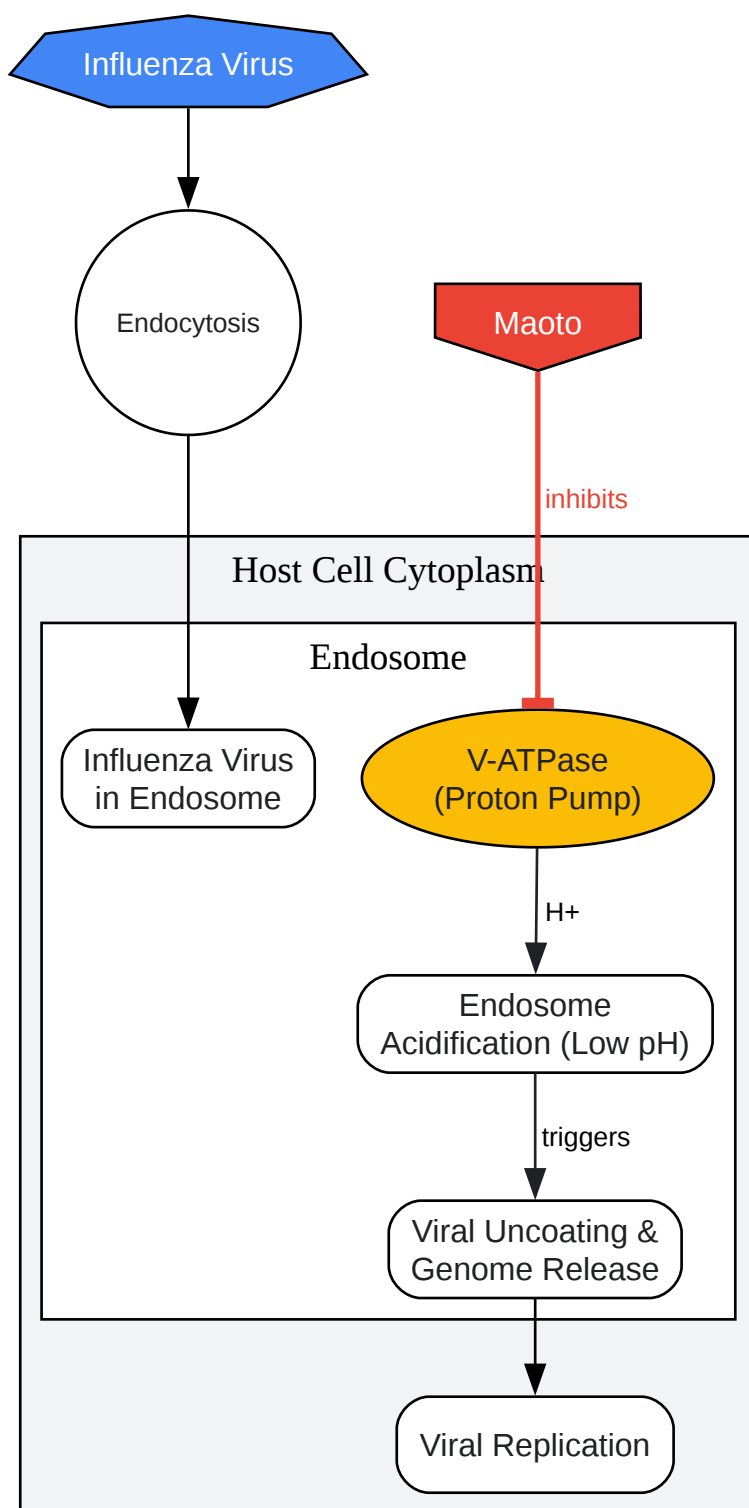 Influenza Virus
Endocytosis
Maoto
inhibits
Host Cell Cytoplasm
Endosome
Influenza Virus
in Endosome
V-ATPase
(Proton Pump)
H+
Endosome
Acidification (Low pH)
triggers
Viral Uncoating &
Genome Release
Viral Replication